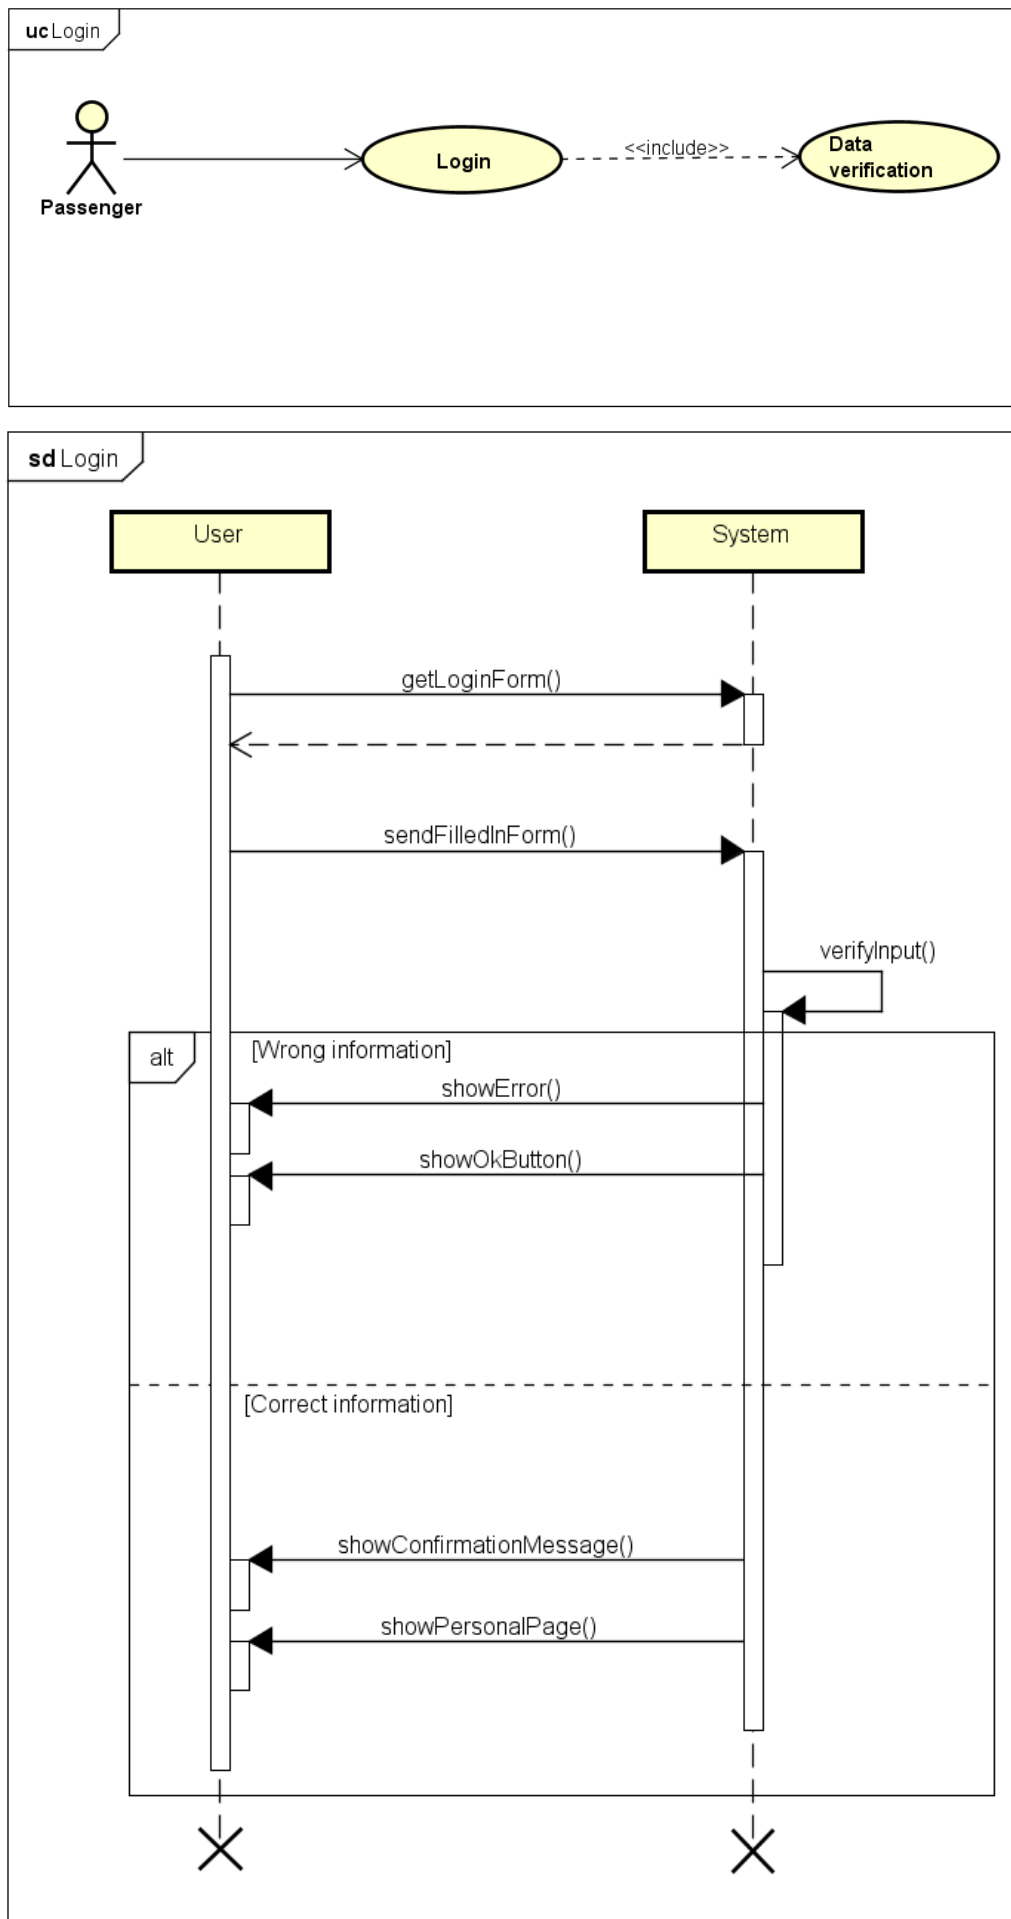 uc Login
Passenger
Login
<<include>>
Data
verification
sd Login
User
System
getLoginForm()
sendFilledInForm()
verifyInput()
alt
[Wrong information]
showError()
showOkButton()
[Correct information]
showConfirmationMessage()
showPersonalPage()